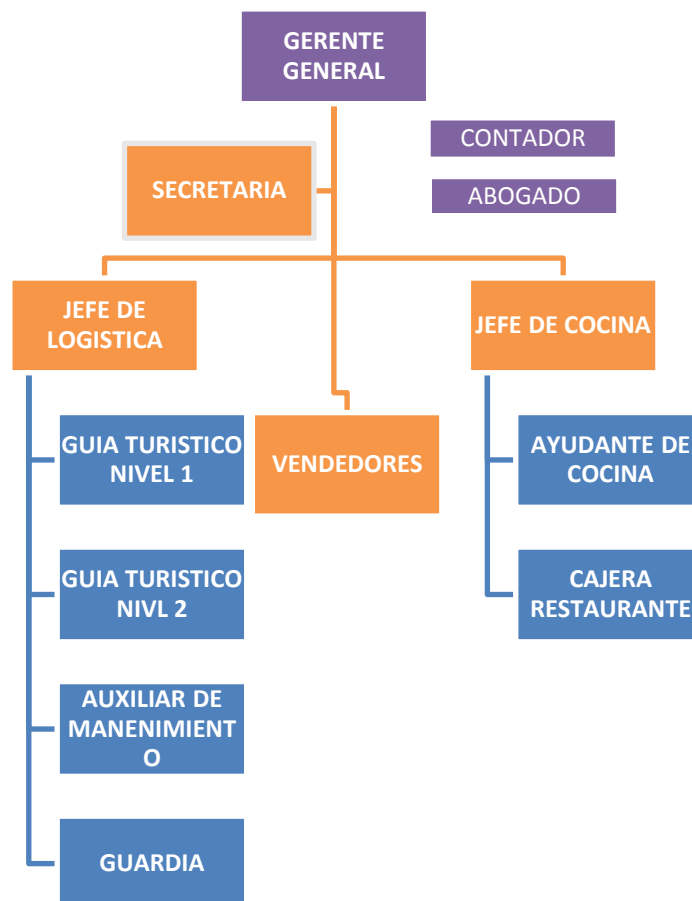 GERENTE
GENERAL
CONTADOR
SECRETARIA
ABOGADO
JEFE DE
LOGISTICA
JEFE DE COCINA
GUIA TURISTICO
NIVEL 1
VENDEDORES
AYUDANTE DE
COCINA
GUIA TURISTICO
NIVL 2
CAJERA
RESTAURANTE
AUXILIAR DE
MANENIMIENT
O
GUARDIA